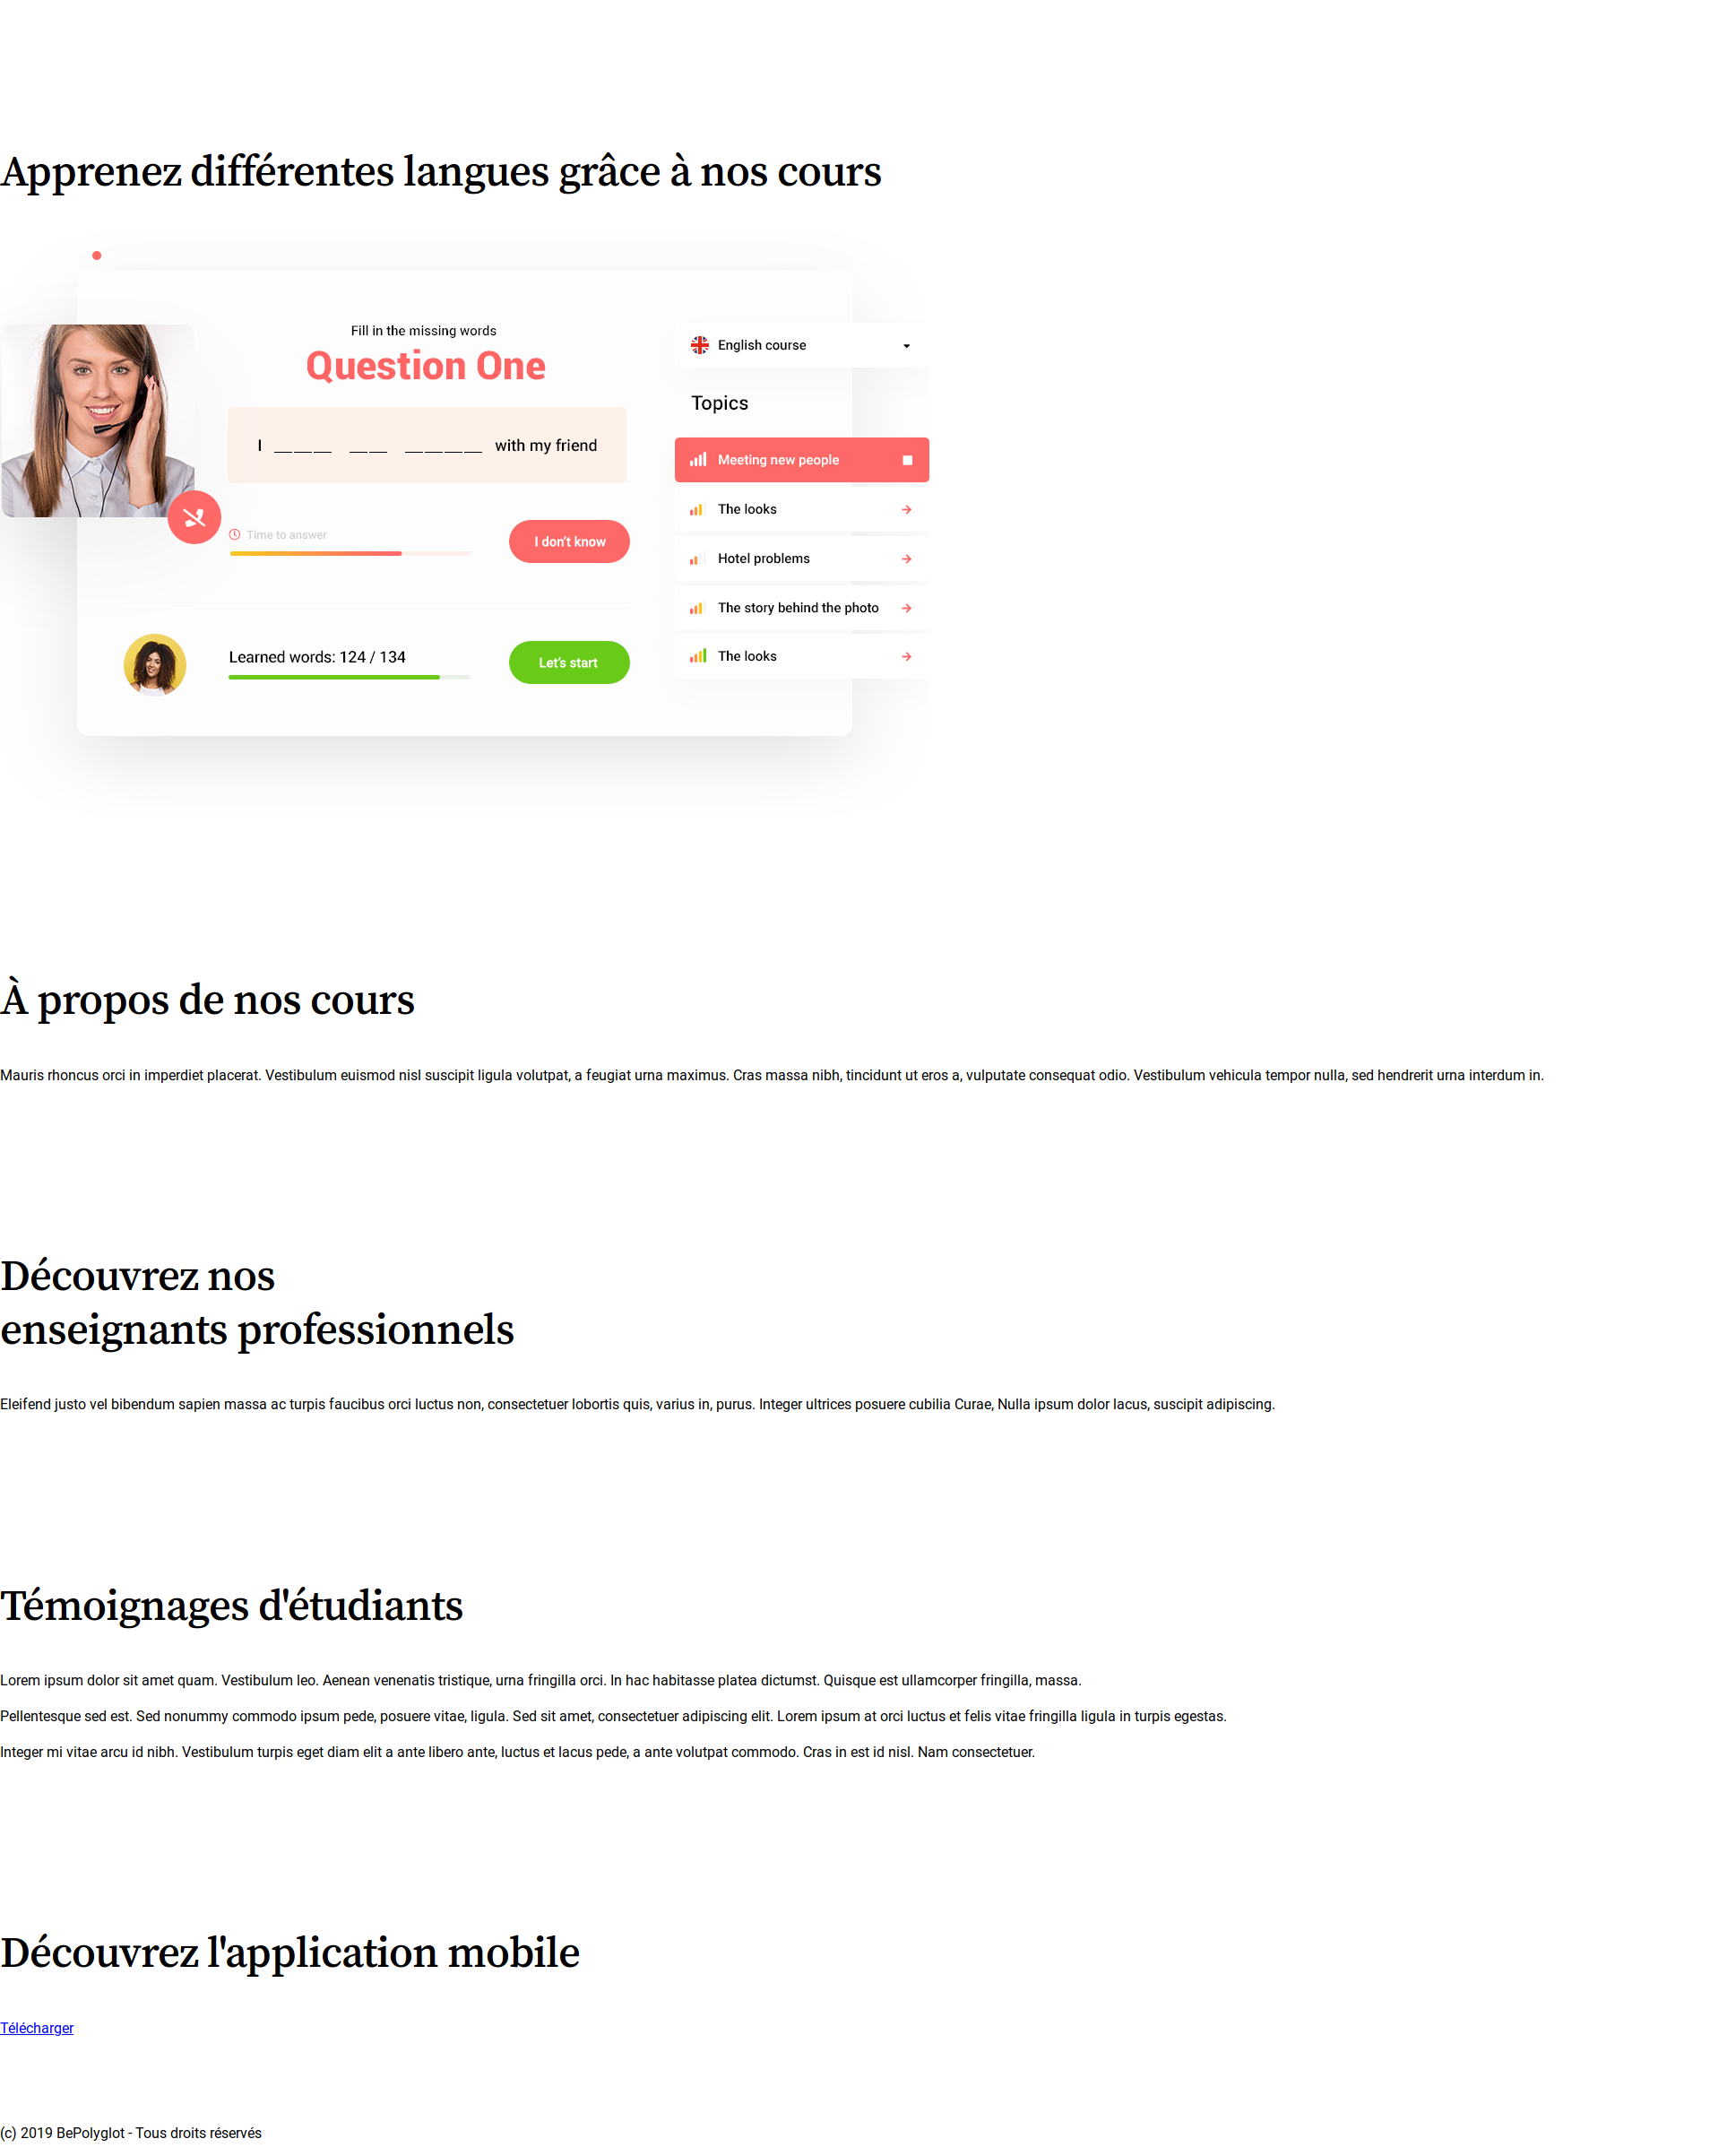 Apprenez différentes langues grâce à nos cours
Fill in the missing words
Question One
I ___ __ ____ with my friend
Time to answer
I don't know
Learned words: 124 / 134
Let's start
English course
Topics
Meeting new people
The looks
Hotel problems
The story behind the photo
The looks
À propos de nos cours
Mauris rhoncus orci in imperdiet placerat. Vestibulum euismod nisl suscipit ligula volutpat, a feugiat urna maximus. Cras massa nibh, tincidunt ut eros a, vulputate consequat odio. Vestibulum vehicula tempor nulla, sed hendrerit urna interdum in.
Découvrez nos
enseignants professionnels
Eleifend justo vel bibendum sapien massa ac turpis faucibus orci luctus non, consectetuer lobortis quis, varius in, purus. Integer ultrices posuere cubilia Curae, Nulla ipsum dolor lacus, suscipit adipiscing.
Témoignages d'étudiants
Lorem ipsum dolor sit amet quam. Vestibulum leo. Aenean venenatis tristique, urna fringilla orci. In hac habitasse platea dictumst. Quisque est ullamcorper fringilla, massa.
Pellentesque sed est. Sed nonummy commodo ipsum pede, posuere vitae, ligula. Sed sit amet, consectetuer adipiscing elit. Lorem ipsum at orci luctus et felis vitae fringilla ligula in turpis egestas.
Integer mi vitae arcu id nibh. Vestibulum turpis eget diam elit a ante libero ante, luctus et lacus pede, a ante volutpat commodo. Cras in est id nisl. Nam consectetuer.
Découvrez l'application mobile
Télécharger
(c) 2019 BePolyglot - Tous droits réservés